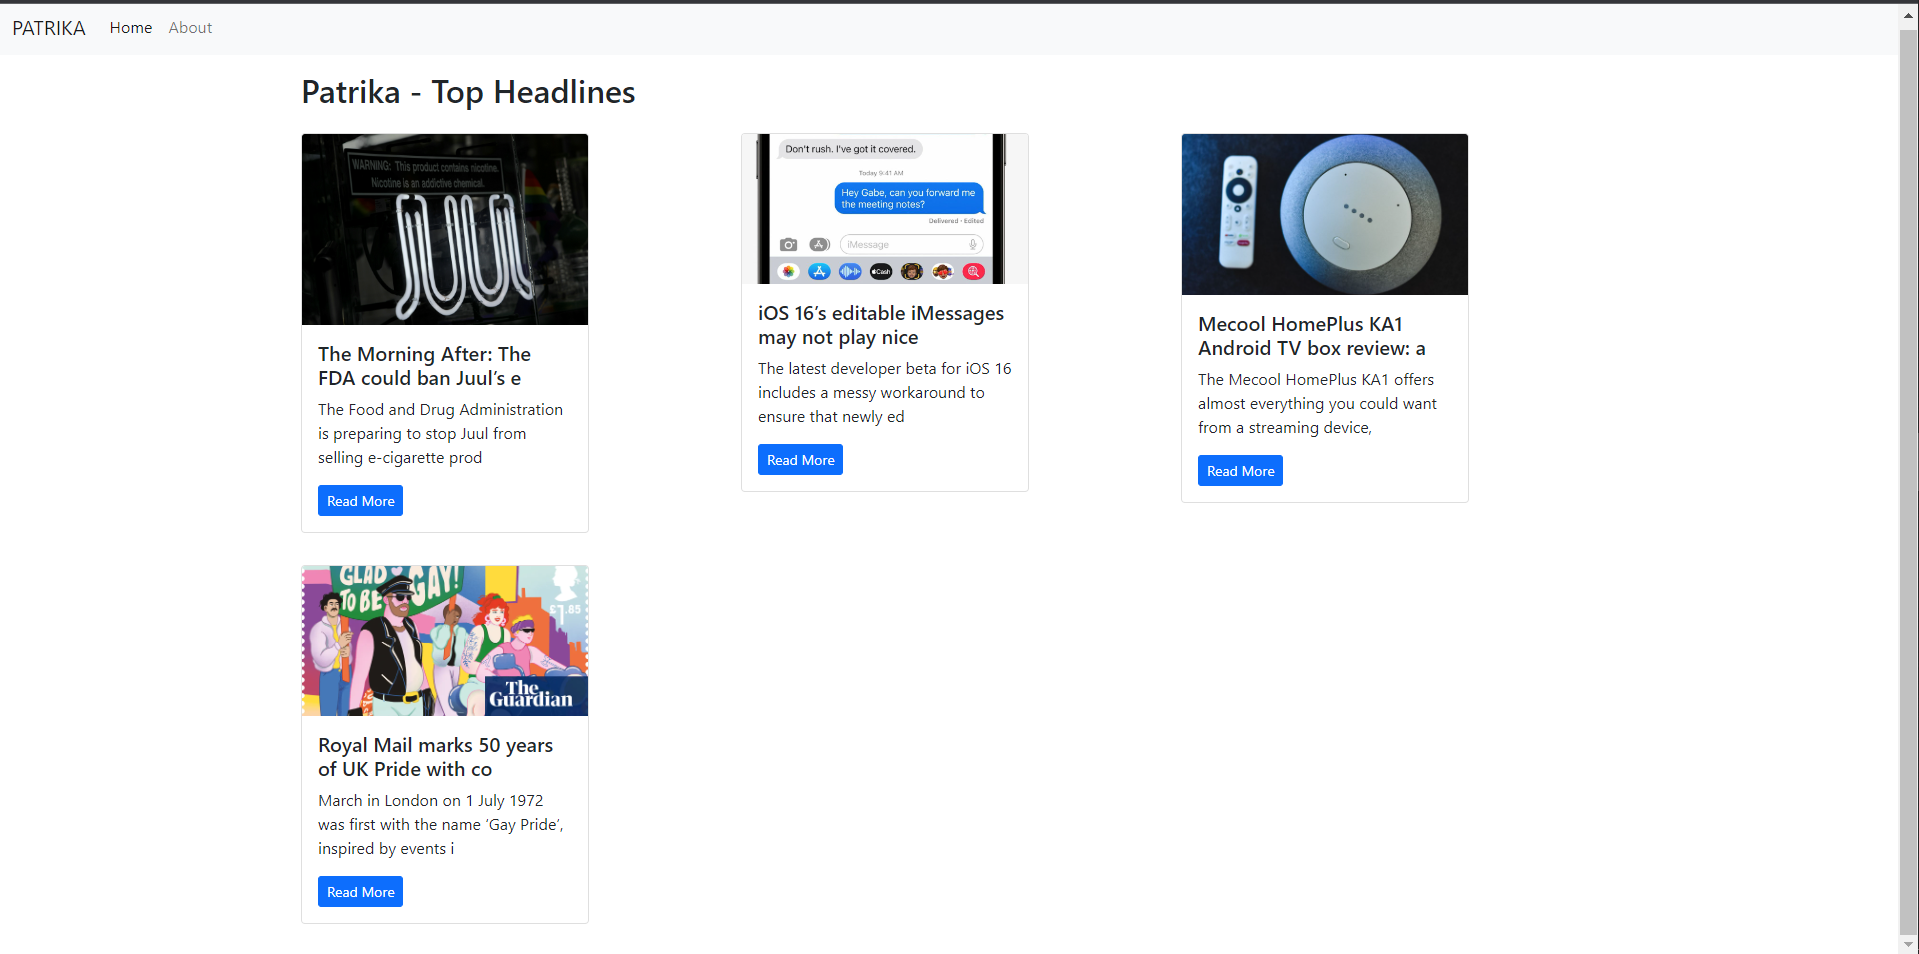 PATRIKA Home About
Patrika - Top Headlines
WARNING: This product contains nicotine.
Nicotine is an addictive chemical.
JUUL
The Morning After: The
FDA could ban Juul’s e
The Food and Drug Administration
is preparing to stop Juul from
selling e-cigarette prod
Read More
Don't rush. I've got it covered.
Today 9:41 AM
Hey Gabe, can you forward me
the meeting notes?
Delivered • Edited
iMessage
Cash
iOS 16’s editable iMessages
may not play nice
The latest developer beta for iOS 16
includes a messy workaround to
ensure that newly ed
Read More
Mecool HomePlus KA1
Android TV box review: a
The Mecool HomePlus KA1 offers
almost everything you could want
from a streaming device,
Read More
GLAD
TO BE GAY!
£1.85
The
Guardian
Royal Mail marks 50 years
of UK Pride with co
March in London on 1 July 1972
was first with the name ‘Gay Pride’,
inspired by events i
Read More